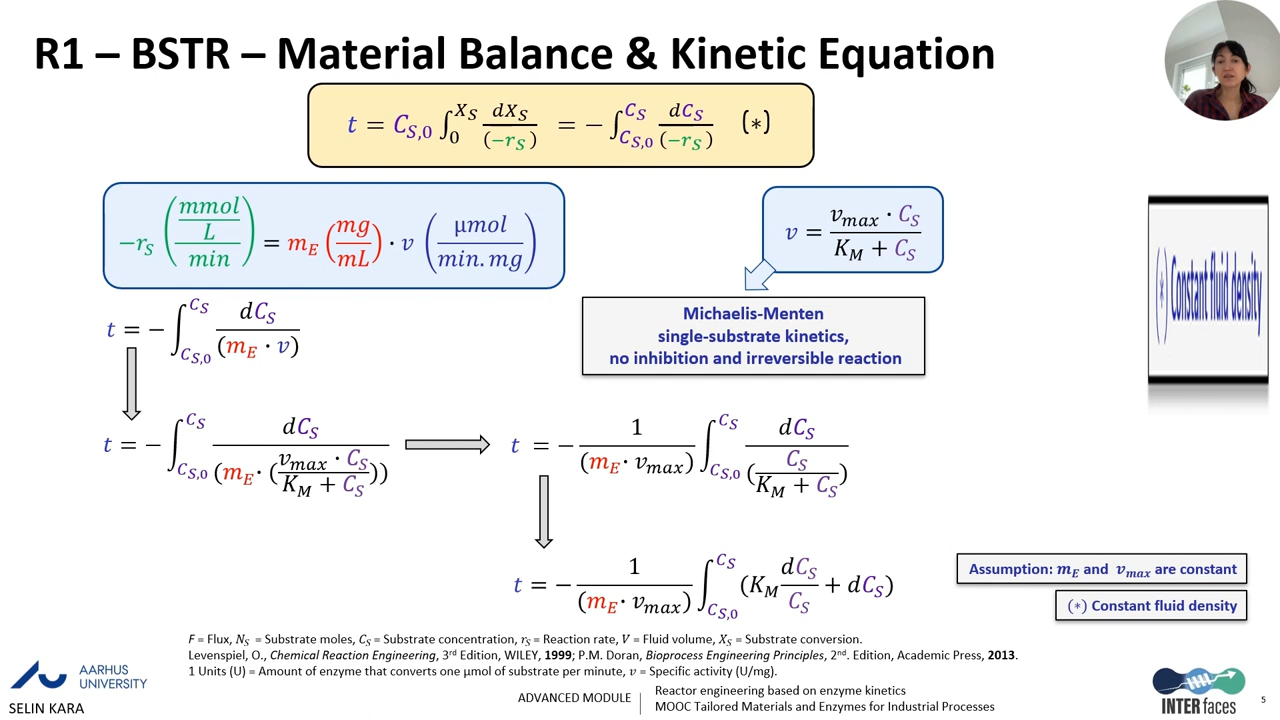 R1 – BSTR – Material Balance & Kinetic Equation
t = C_{S,0} ∫_0^{X_S} dX_S/(−r_S) = − ∫_{C_{S,0}}^{C_S} dC_S/(−r_S) (∗)
−r_S ((mmol/L)/min) = m_E (mg/mL) · v (μmol/min.mg)
v = (v_max · C_S)/(K_M + C_S)
Michaelis-Menten
single-substrate kinetics,
no inhibition and irreversible reaction
(∗) Constant fluid density
t = − ∫_{C_{S,0}}^{C_S} dC_S/(m_E · v)
t = − ∫_{C_{S,0}}^{C_S} dC_S/(m_E · ((v_max · C_S)/(K_M + C_S)))
t = − 1/(m_E · v_max) ∫_{C_{S,0}}^{C_S} dC_S/(C_S/(K_M + C_S))
t = − 1/(m_E · v_max) ∫_{C_{S,0}}^{C_S} (K_M dC_S/C_S + dC_S)
Assumption: m_E and v_max are constant
(∗) Constant fluid density
F = Flux, N_S = Substrate moles, C_S = Substrate concentration, r_S = Reaction rate, V = Fluid volume, X_S = Substrate conversion.
Levenspiel, O., Chemical Reaction Engineering, 3rd Edition, WILEY, 1999; P.M. Doran, Bioprocess Engineering Principles, 2nd. Edition, Academic Press, 2013.
1 Units (U) = Amount of enzyme that converts one μmol of substrate per minute, v = Specific activity (U/mg).
AARHUS
UNIVERSITY
SELIN KARA
ADVANCED MODULE
Reactor engineering based on enzyme kinetics
MOOC Tailored Materials and Enzymes for Industrial Processes
INTERfaces
5